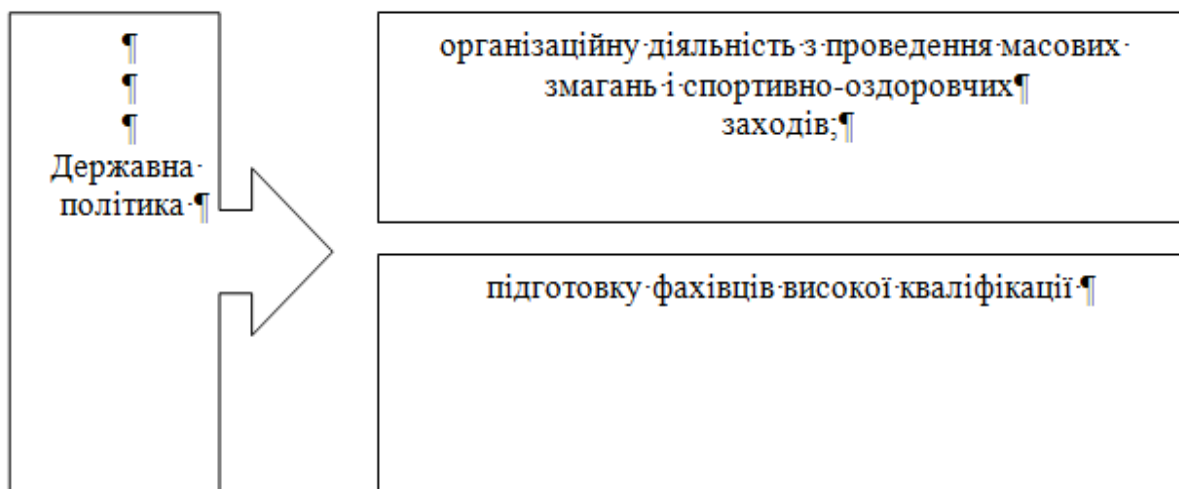 Державна
політика
організаційну діяльність з проведення масових
змагань і спортивно-оздоровчих
заходів;
підготовку фахівців високої кваліфікації